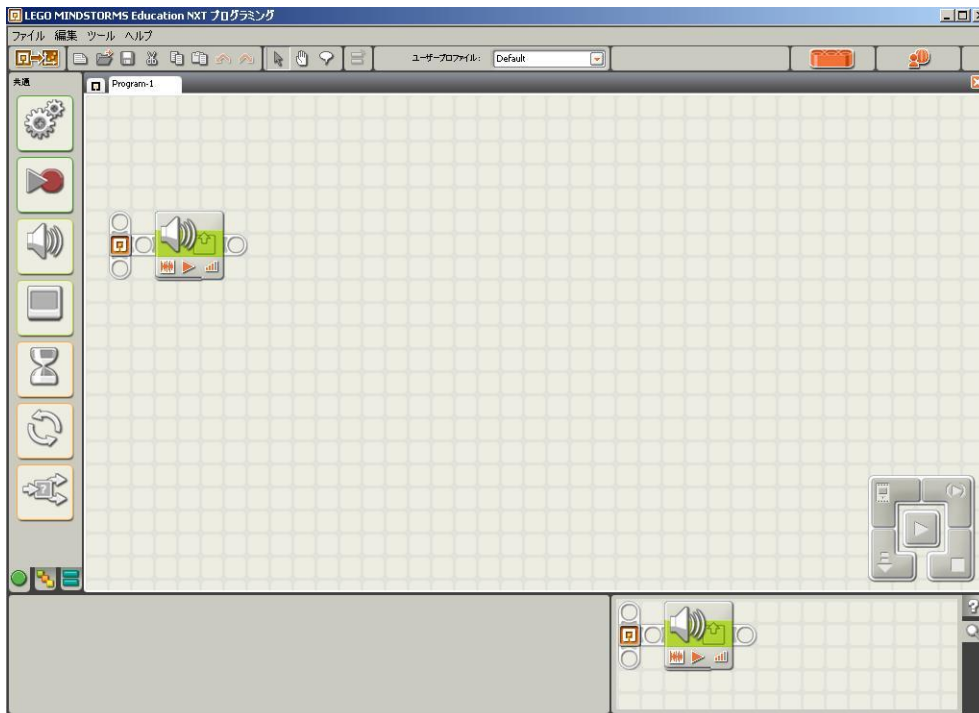 LEGO MINDSTORMS Education NXT プログラミング
ファイル 編集 ツール ヘルプ
ユーザープロファイル: Default
共通
Program-1